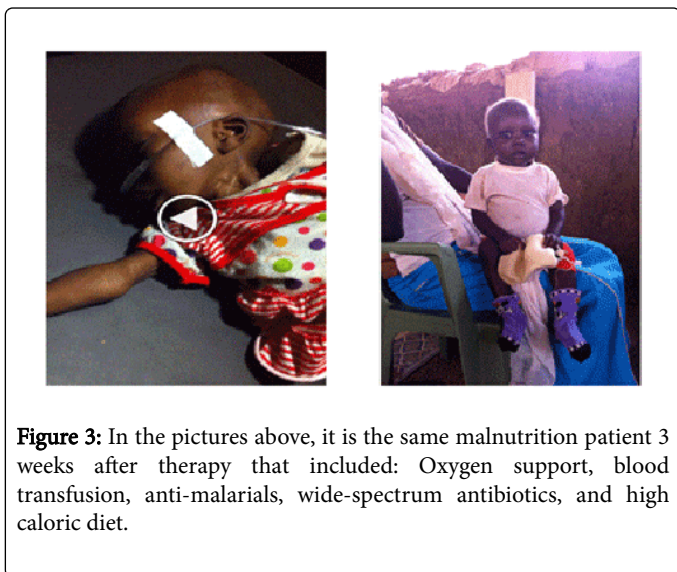 Figure 3: In the pictures above, it is the same malnutrition patient 3
weeks after therapy that included: Oxygen support, blood
transfusion, anti-malarials, wide-spectrum antibiotics, and high
caloric diet.